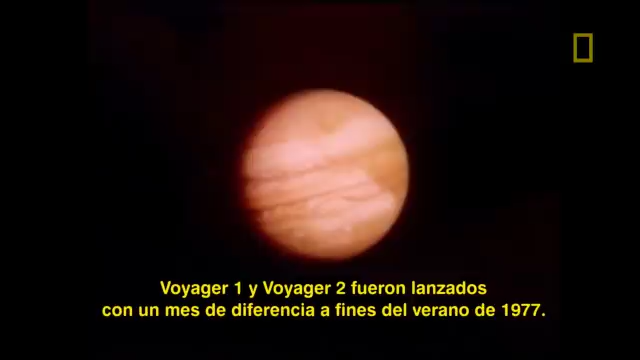 Voyager 1 y Voyager 2 fueron lanzados
con un mes de diferencia a fines del verano de 1977.